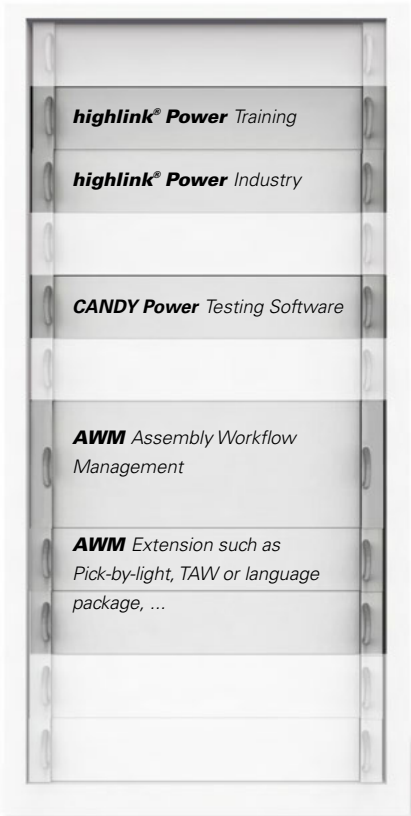 highlink® Power Training
highlink® Power Industry
CANDY Power Testing Software
AWM Assembly Workflow
Management
AWM Extension such as
Pick-by-light, TAW or language
package, ...